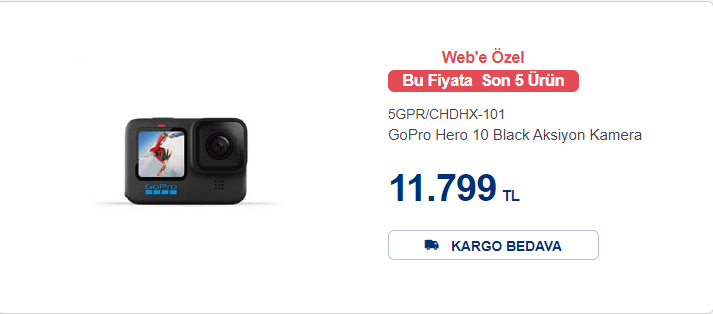 Web'e Özel
Bu Fiyata Son 5 Ürün
5GPR/CHDHX-101
GoPro Hero 10 Black Aksiyon Kamera
11.799 TL
KARGO BEDAVA
GoPro